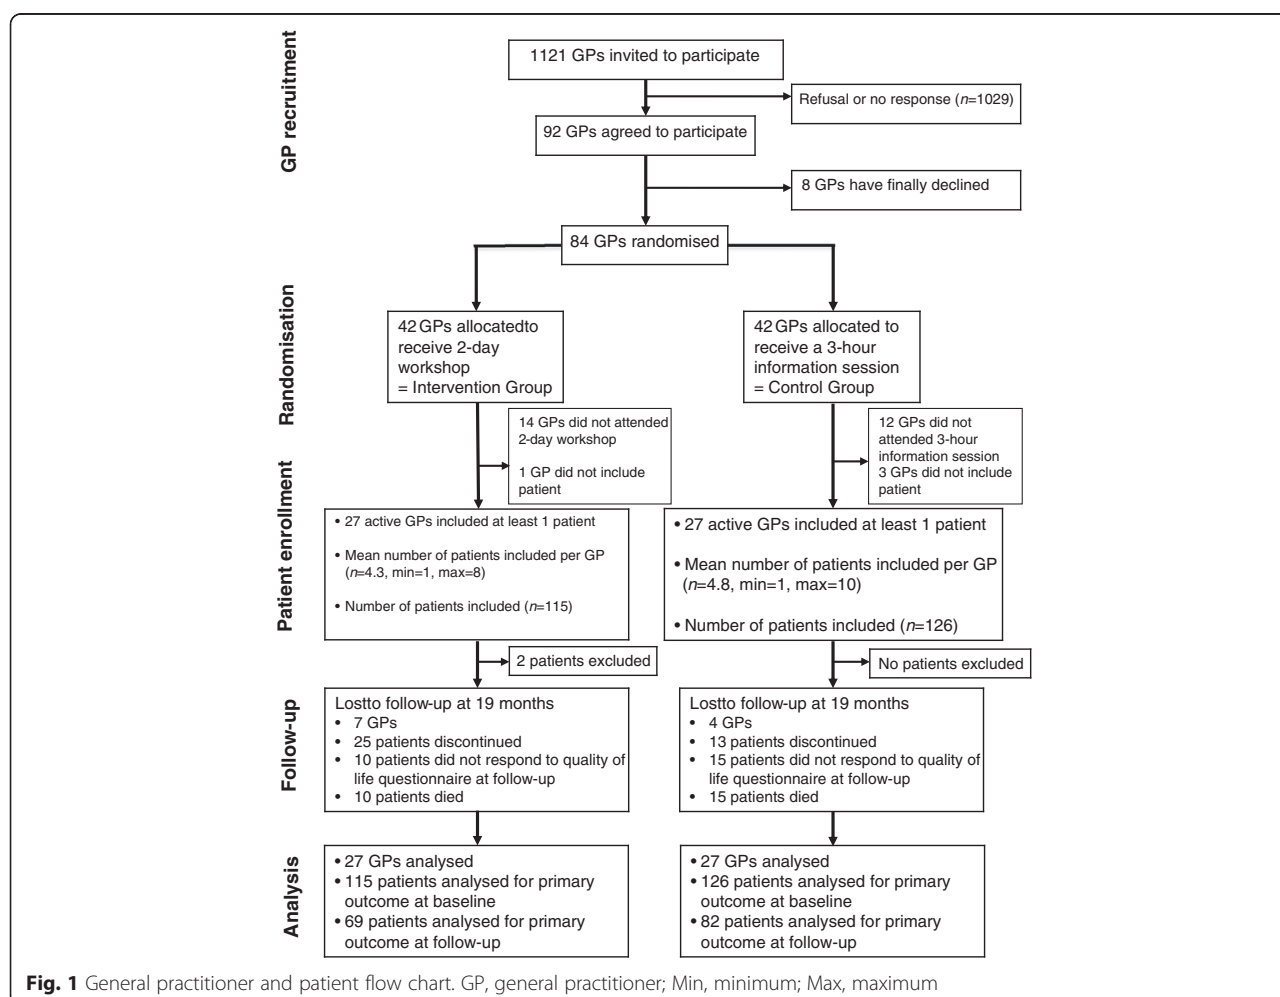 GP recruitment
1121 GPs invited to participate
Refusal or no response (n=1029)
92 GPs agreed to participate
8 GPs have finally declined
84 GPs randomised
Randomisation
42 GPs allocatedto
receive 2-day
workshop
= Intervention Group
42 GPs allocated to
receive a 3-hour
information session
= Control Group
14 GPs did not attended
2-day workshop
1 GP did not include
patient
12 GPs did not
attended 3-hour
information session
3 GPs did not include
patient
Patient enrollment
• 27 active GPs included at least 1 patient
• Mean number of patients included per GP
(n=4.3, min=1, max=8)
• Number of patients included (n=115)
• 27 active GPs included at least 1 patient
• Mean number of patients included per GP
(n=4.8, min=1, max=10)
• Number of patients included (n=126)
2 patients excluded
No patients excluded
Follow-up
Lostto follow-up at 19 months
• 7 GPs
• 25 patients discontinued
• 10 patients did not respond to quality of
life questionnaire at follow-up
• 10 patients died
Lostto follow-up at 19 months
• 4 GPs
• 13 patients discontinued
• 15 patients did not respond to quality of
life questionnaire at follow-up
• 15 patients died
Analysis
• 27 GPs analysed
• 115 patients analysed for primary
outcome at baseline
• 69 patients analysed for primary
outcome at follow-up
• 27 GPs analysed
• 126 patients analysed for primary
outcome at baseline
• 82 patients analysed for primary
outcome at follow-up
Fig. 1 General practitioner and patient flow chart. GP, general practitioner; Min, minimum; Max, maximum